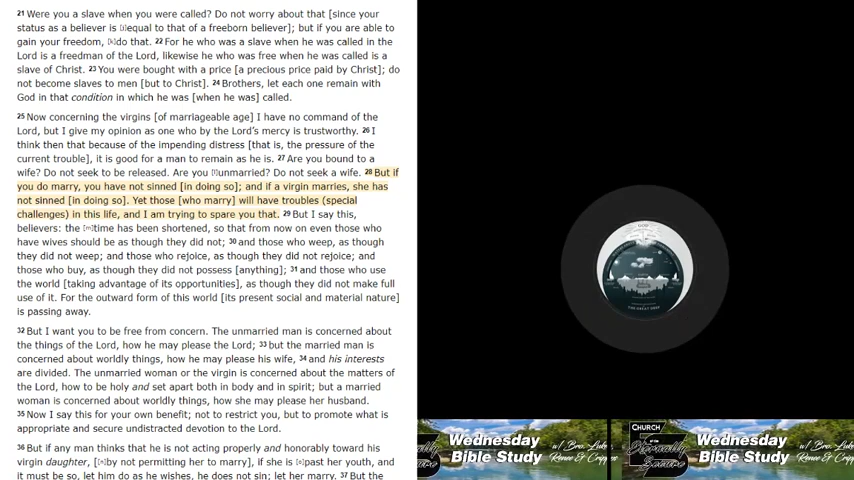 21 Were you a slave when you were called? Do not worry about that [since your
status as a believer is [j]equal to that of a freeborn believer]; but if you are able to
gain your freedom, [k]do that. 22 For he who was a slave when he was called in the
Lord is a freedman of the Lord, likewise he who was free when he was called is a
slave of Christ. 23 You were bought with a price [a precious price paid by Christ]; do
not become slaves to men [but to Christ]. 24 Brothers, let each one remain with
God in that condition in which he was [when he was] called.
25 Now concerning the virgins [of marriageable age] I have no command of the
Lord, but I give my opinion as one who by the Lord's mercy is trustworthy. 26 I
think then that because of the impending distress [that is, the pressure of the
current trouble], it is good for a man to remain as he is. 27 Are you bound to a
wife? Do not seek to be released. Are you [l]unmarried? Do not seek a wife. 28 But if
you do marry, you have not sinned [in doing so]; and if a virgin marries, she has
not sinned [in doing so]. Yet those [who marry] will have troubles (special
challenges) in this life, and I am trying to spare you that. 29 But I say this,
believers: the [m]time has been shortened, so that from now on even those who
have wives should be as though they did not; 30 and those who weep, as though
they did not weep; and those who rejoice, as though they did not rejoice; and
those who buy, as though they did not possess [anything]; 31 and those who use
the world [taking advantage of its opportunities], as though they did not make full
use of it. For the outward form of this world [its present social and material nature]
is passing away.
32 But I want you to be free from concern. The unmarried man is concerned about
the things of the Lord, how he may please the Lord; 33 but the married man is
concerned about worldly things, how he may please his wife, 34 and his interests
are divided. The unmarried woman or the virgin is concerned about the matters of
the Lord, how to be holy and set apart both in body and in spirit; but a married
woman is concerned about worldly things, how she may please her husband.
35 Now I say this for your own benefit; not to restrict you, but to promote what is
appropriate and secure undistracted devotion to the Lord.
36 But if any man thinks that he is not acting properly and honorably toward his
virgin daughter, [n]by not permitting her to marry], if she is [o]past her youth, and
it must be so, let him do as he wishes, he does not sin; let her marry. 37 But the
GOD
THE GREAT DEEP
Wednesday
Bible Study
w/ Bro. Luke
Renee & Cripps
CHURCH
Eternally
Secure
Wednesday
Bible Study
w/ Bro. Luke
Renee & Cripps